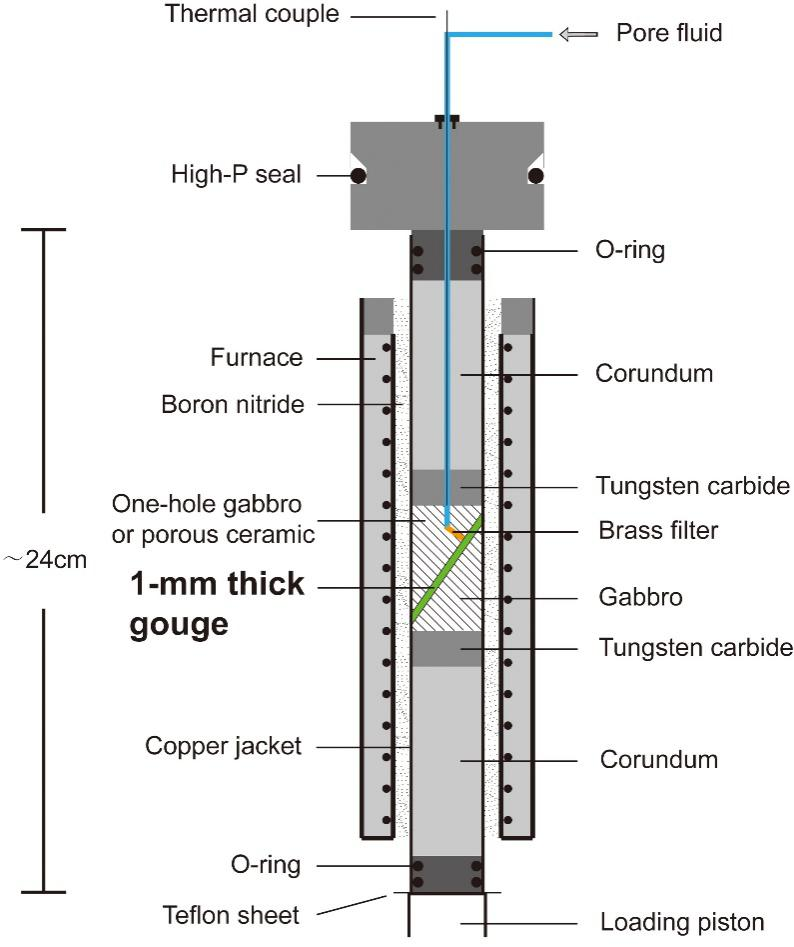 Thermal couple
Pore fluid
High-P seal
O-ring
Furnace
Corundum
Boron nitride
Tungsten carbide
One-hole gabbro
or porous ceramic
Brass filter
~24cm
1-mm thick
gouge
Gabbro
Tungsten carbide
Copper jacket
Corundum
O-ring
Teflon sheet
Loading piston